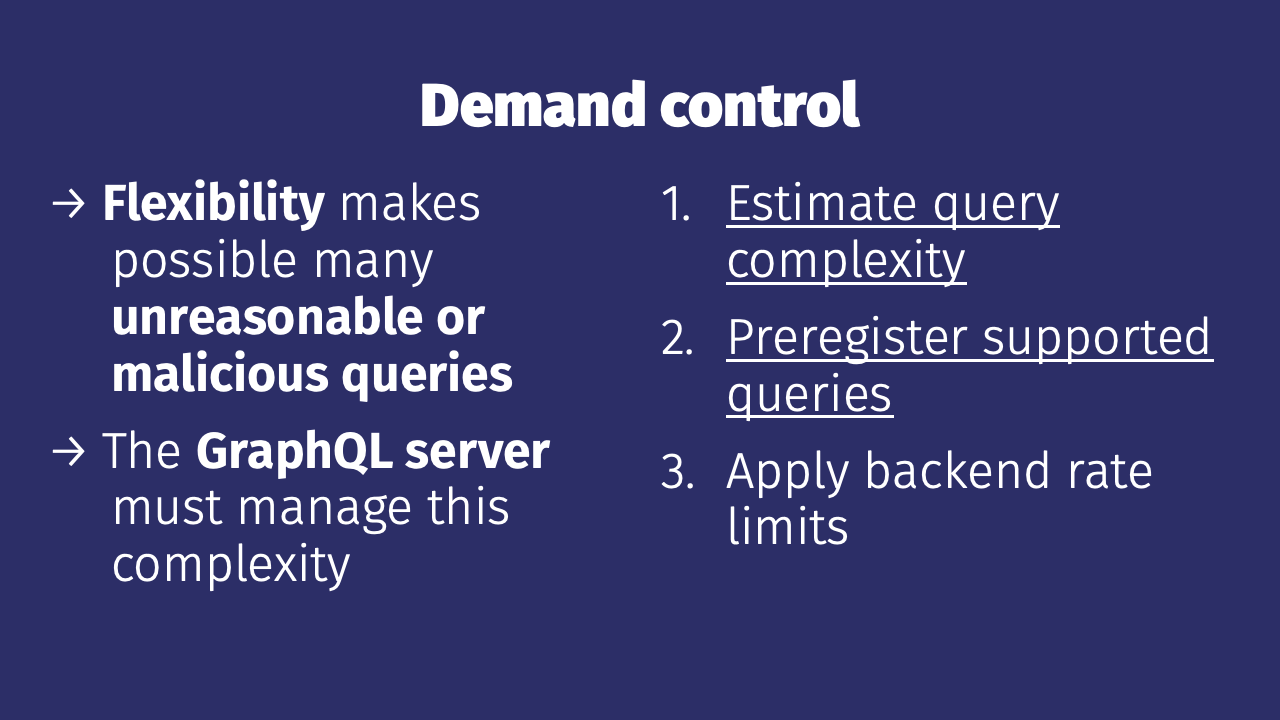 Demand control
→ Flexibility makes
possible many
unreasonable or
malicious queries
→ The GraphQL server
must manage this
complexity
1. Estimate query
complexity
2. Preregister supported
queries
3. Apply backend rate
limits